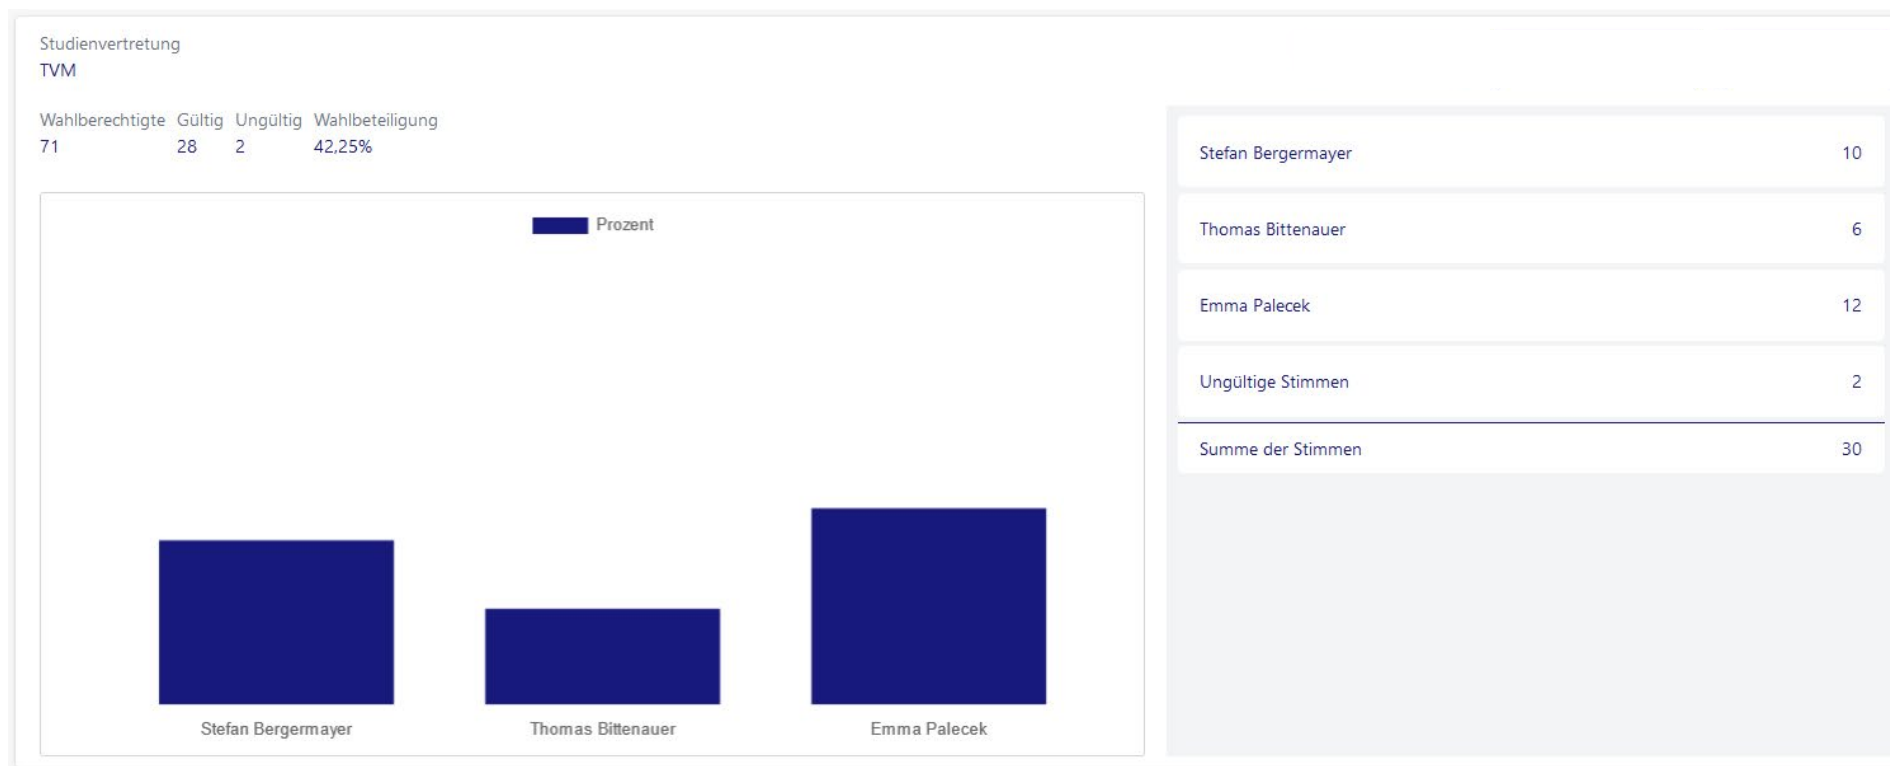 Studienvertretung
TVM
Wahlberechtigte Gültig Ungültig Wahlbeteiligung
71 28 2 42,25%
Prozent
Stefan Bergermayer Thomas Bittenauer Emma Palecek
Stefan Bergermayer 10
Thomas Bittenauer 6
Emma Palecek 12
Ungültige Stimmen 2
Summe der Stimmen 30